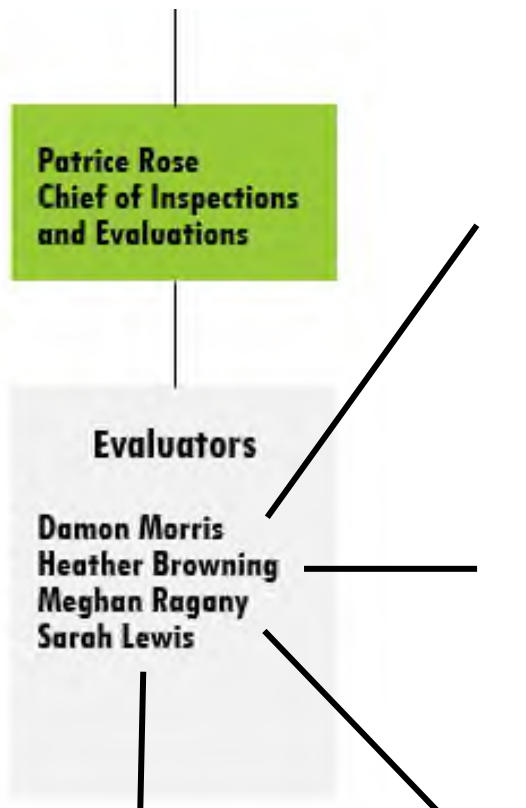 Patrice Rose
Chief of Inspections
and Evaluations
Evaluators
Damon Morris
Heather Browning
Meghan Ragany
Sarah Lewis